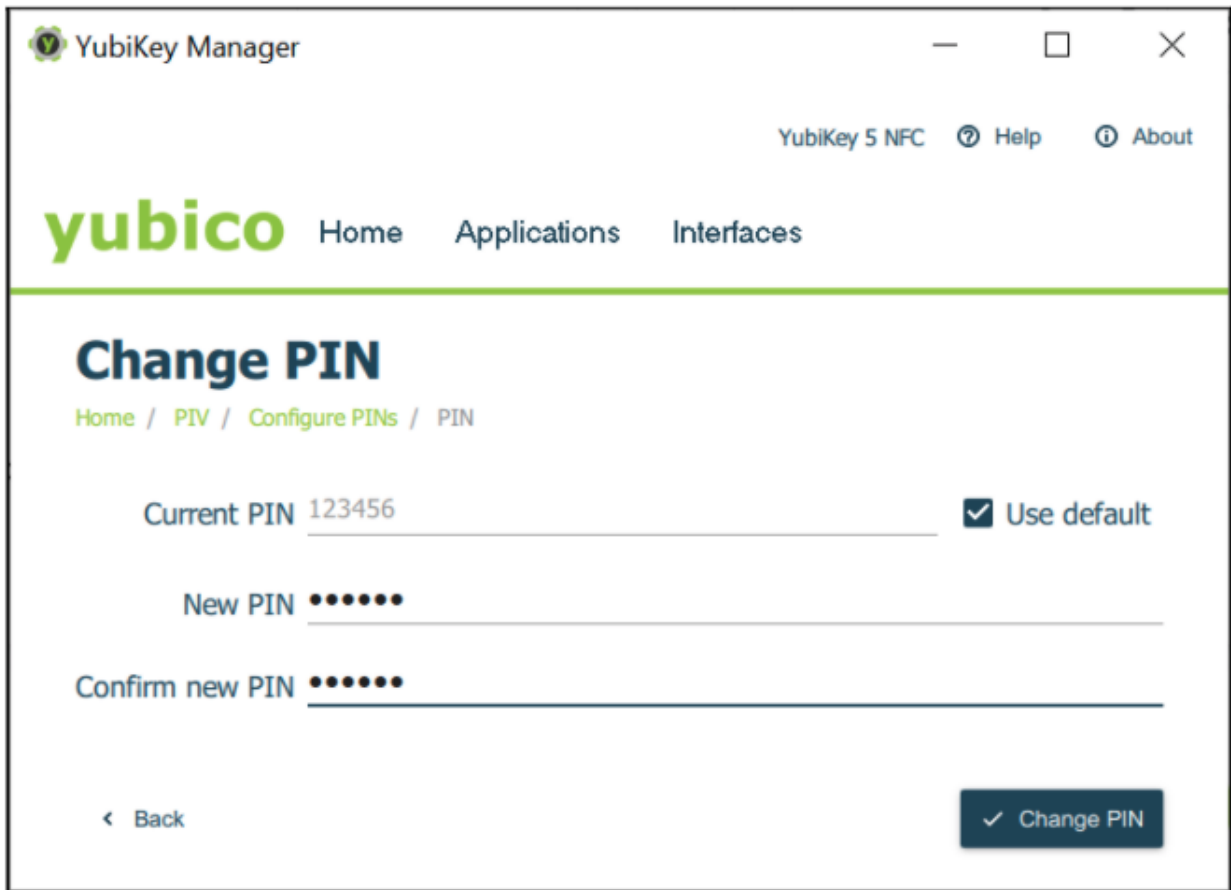 YubiKey Manager
YubiKey 5 NFC Help About
yubico Home Applications Interfaces
Change PIN
Home / PIV / Configure PINs / PIN
Current PIN 123456 Use default
New PIN ••••••
Confirm new PIN ••••••
Back Change PIN